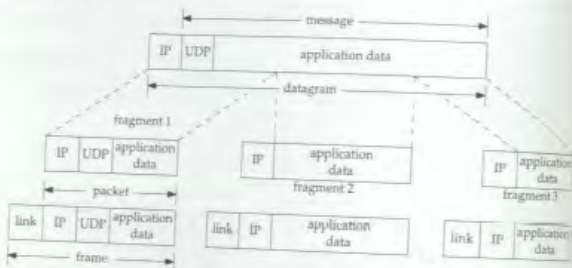 message
IP UDP application data
datagram
fragment 1
IP UDP application data
IP application data
fragment 2
IP application data
fragment 3
packet
link IP UDP application data
link IP application data
link IP application data
frame